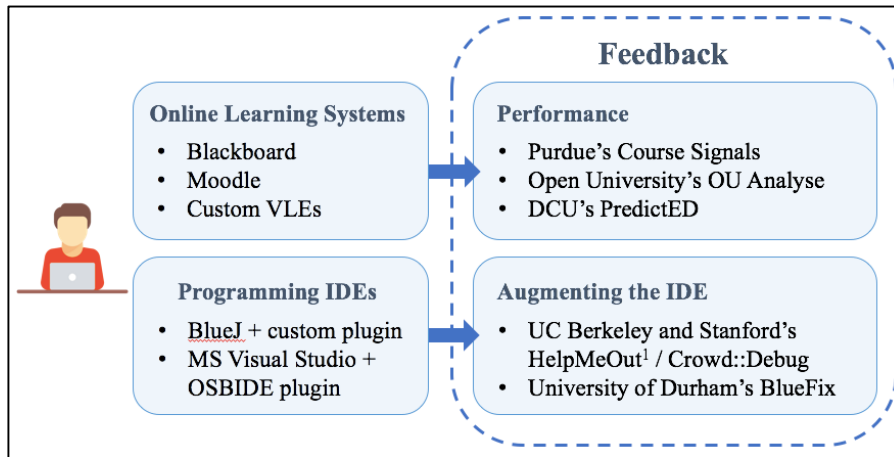 Feedback
Online Learning Systems
• Blackboard
• Moodle
• Custom VLEs
Performance
• Purdue's Course Signals
• Open University's OU Analyse
• DCU's PredictED
Programming IDEs
• BlueJ + custom plugin
• MS Visual Studio +
OSBIDE plugin
Augmenting the IDE
• UC Berkeley and Stanford's
HelpMeOut¹ / Crowd::Debug
• University of Durham's BlueFix